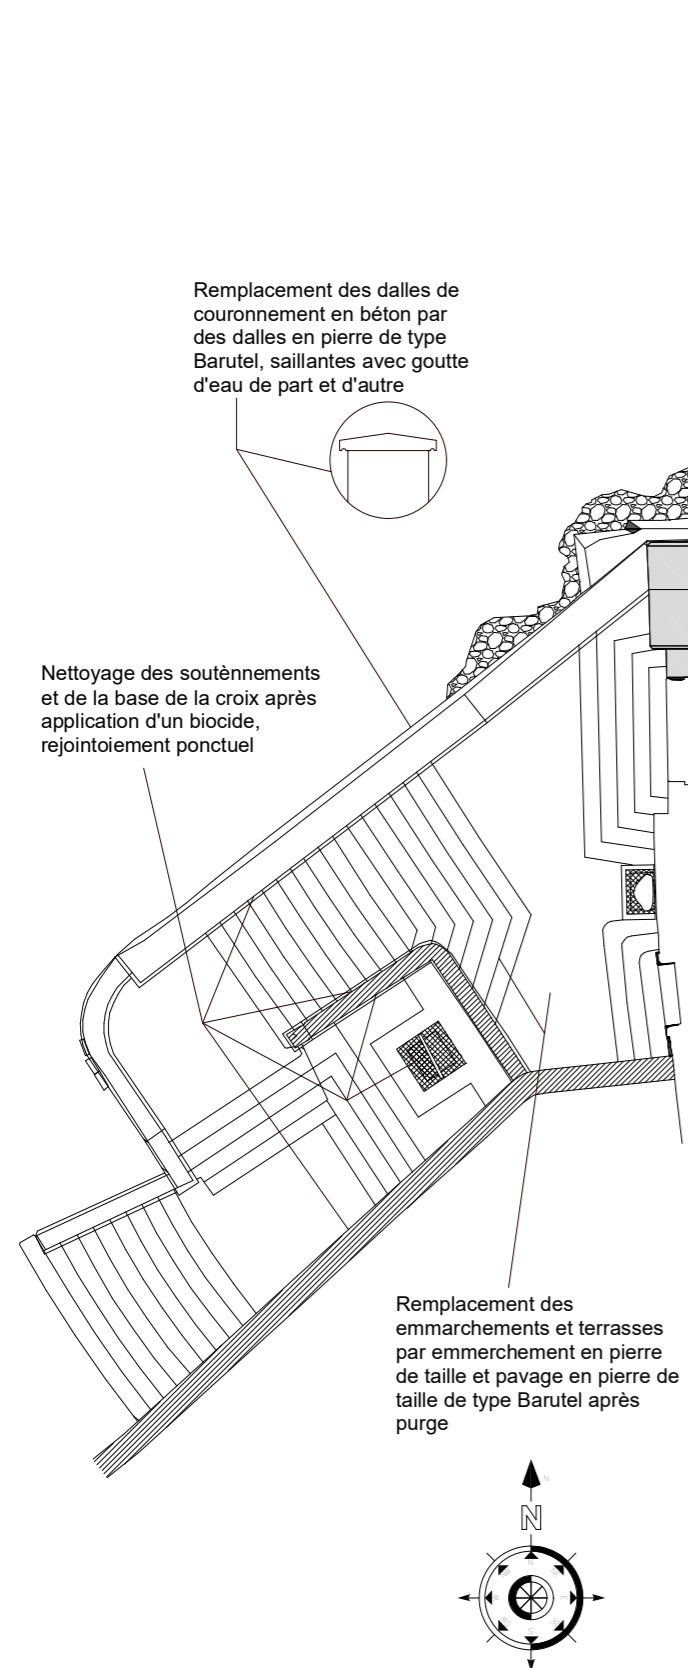 Remplacement des dalles de
couronnement en béton par
des dalles en pierre de type
Barutel, saillantes avec goutte
d'eau de part et d'autre
Nettoyage des soutènnements
et de la base de la croix après
application d'un biocide,
rejointoiement ponctuel
Remplacement des
emmarchements et terrasses
par emmerchement en pierre
de taille et pavage en pierre de
taille de type Barutel après
purge
N
N